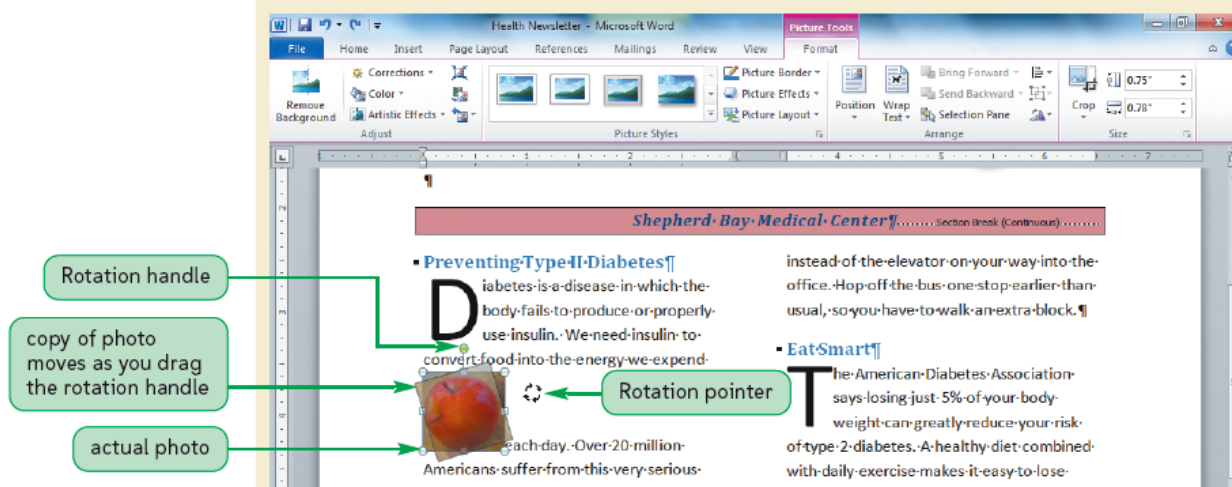 Health Newsletter - Microsoft Word
Picture Tools
File Home Insert Page Layout References Mailings Review View Format
Remove Background
Corrections
Color
Artistic Effects
Adjust
Picture Styles
Picture Border
Picture Effects
Picture Layout
Position
Wrap Text
Bring Forward
Send Backward
Selection Pane
Arrange
Crop
0.75"
0.78"
Size
1 2 4 5 6 7
¶
Shepherd·Bay·Medical·Center¶ Section Break (Continuous)
Preventing·Type·II·Diabetes¶
Diabetes·is·a·disease·in·which·the·
body·fails·to·produce·or·properly·
use·insulin.·We·need·insulin·to·
convert·food·into·the·energy·we·expend·
each·day.·Over·20·million·
Americans·suffer·from·this·very·serious·
instead·of·the·elevator·on·your·way·into·the·
office.·Hop·off·the·bus·one·stop·earlier·than·
usual,·so·you·have·to·walk·an·extra·block.¶
Eat·Smart¶
The·American·Diabetes·Association·
says·losing·just·5%·of·your·body·
weight·can·greatly·reduce·your·risk·
of·type·2·diabetes.·A·healthy·diet·combined·
with·daily·exercise·makes·it·easy·to·lose·
Rotation handle
copy of photo
moves as you drag
the rotation handle
actual photo
Rotation pointer